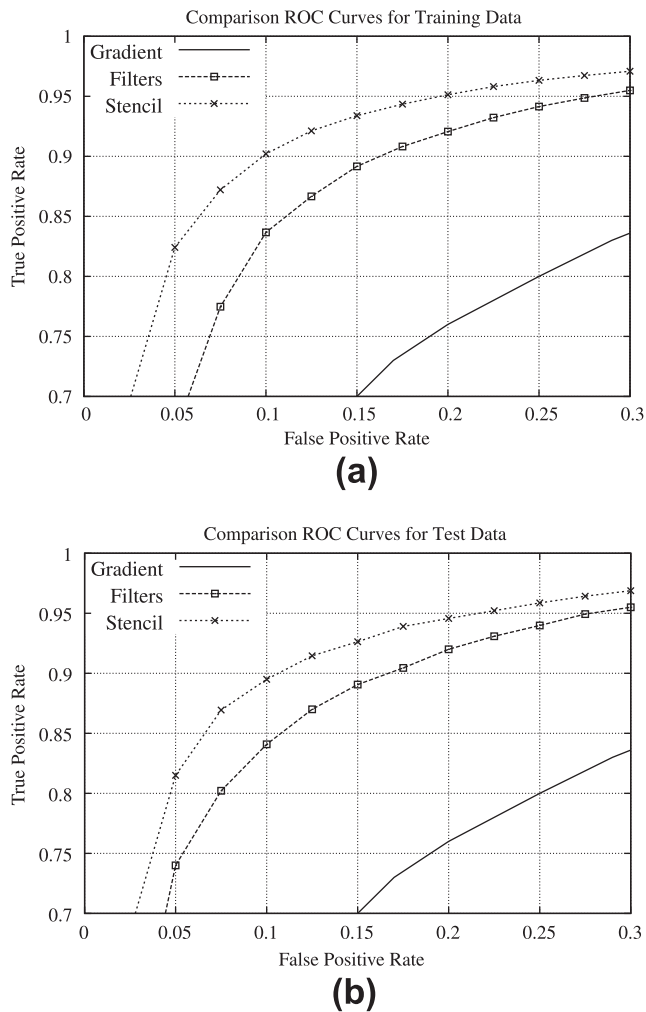 Comparison ROC Curves for Training Data
1
Gradient
Filters
Stencil
0.95
0.9
0.85
0.8
0.75
0.7
True Positive Rate
0 0.05 0.1 0.15 0.2 0.25 0.3
False Positive Rate
(a)
Comparison ROC Curves for Test Data
1
Gradient
Filters
Stencil
0.95
0.9
0.85
0.8
0.75
0.7
True Positive Rate
0 0.05 0.1 0.15 0.2 0.25 0.3
False Positive Rate
(b)